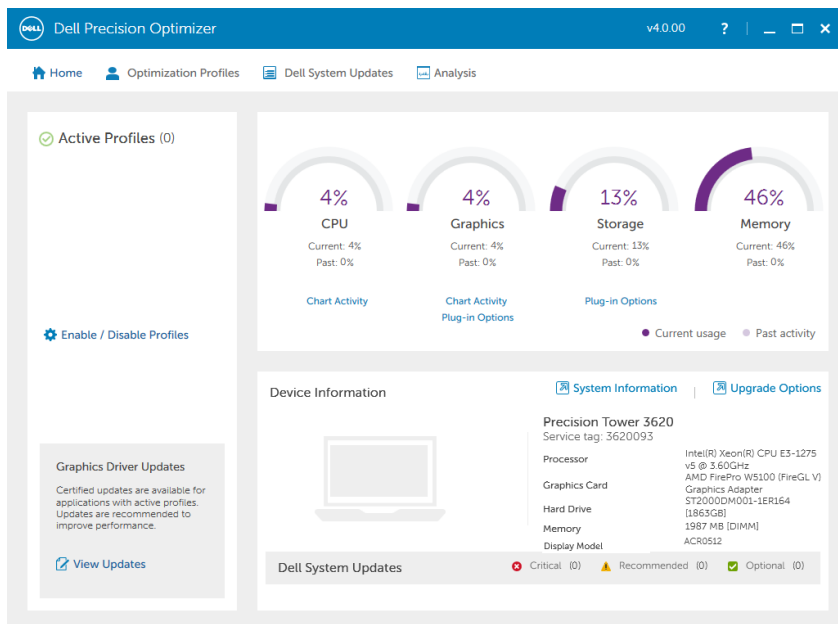 DELL Dell Precision Optimizer v4.0.00 ?
Home Optimization Profiles Dell System Updates Analysis
Active Profiles (0)
Enable / Disable Profiles
Graphics Driver Updates
Certified updates are available for
applications with active profiles.
Updates are recommended to
improve performance.
View Updates
4% 4% 13% 46%
CPU Graphics Storage Memory
Current: 4% Current: 4% Current: 13% Current: 46%
Past: 0% Past: 0% Past: 0% Past: 0%
Chart Activity Chart Activity Plug-in Options
Plug-in Options
Current usage Past activity
Device Information System Information | Upgrade Options
Precision Tower 3620
Service tag: 3620093
Processor Intel(R) Xeon(R) CPU E3-1275
v5 @ 3.60GHz
Graphics Card AMD FirePro W5100 (FireGL V)
Graphics Adapter
Hard Drive ST2000DM001-1ER164
[1863GB]
Memory 1987 MB [DIMM]
Display Model ACR0512
Dell System Updates Critical (0) Recommended (0) Optional (0)